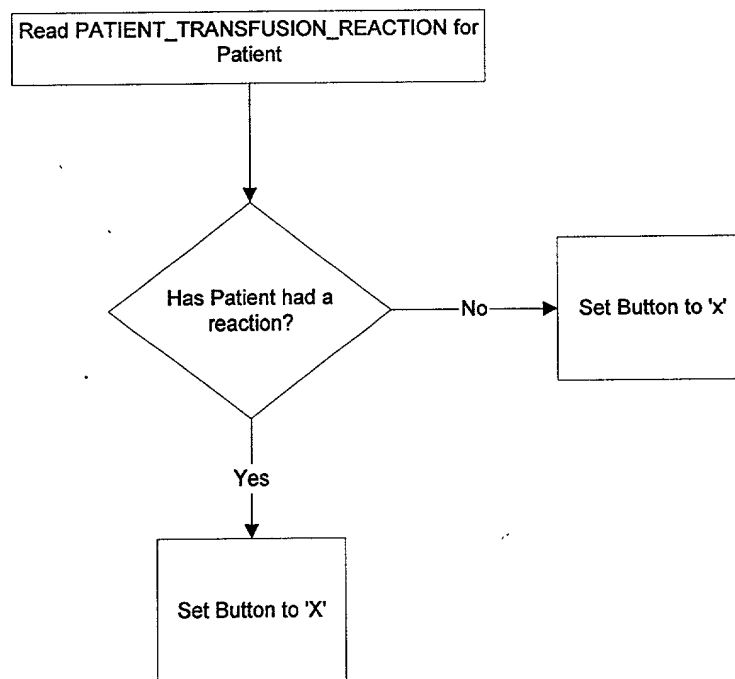 Read PATIENT_TRANSFUSION_REACTION for
Patient
Has Patient had a
reaction?
No
Set Button to 'x'
Yes
Set Button to 'X'